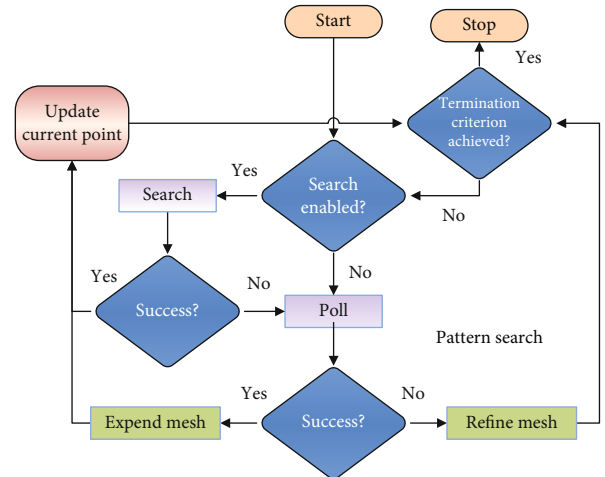 Start
Stop
Yes
Update
current point
Termination
criterion
achieved?
Yes
Search
Search
enabled?
No
Yes
No
No
Success?
Poll
Pattern search
Yes
No
Expend mesh
Success?
Refine mesh